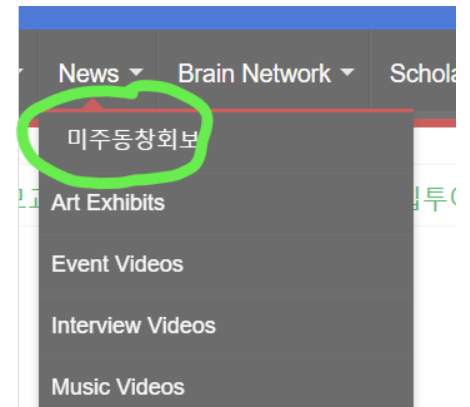 News Brain Network
미주동창회보
Art Exhibits
Event Videos
Interview Videos
Music Videos